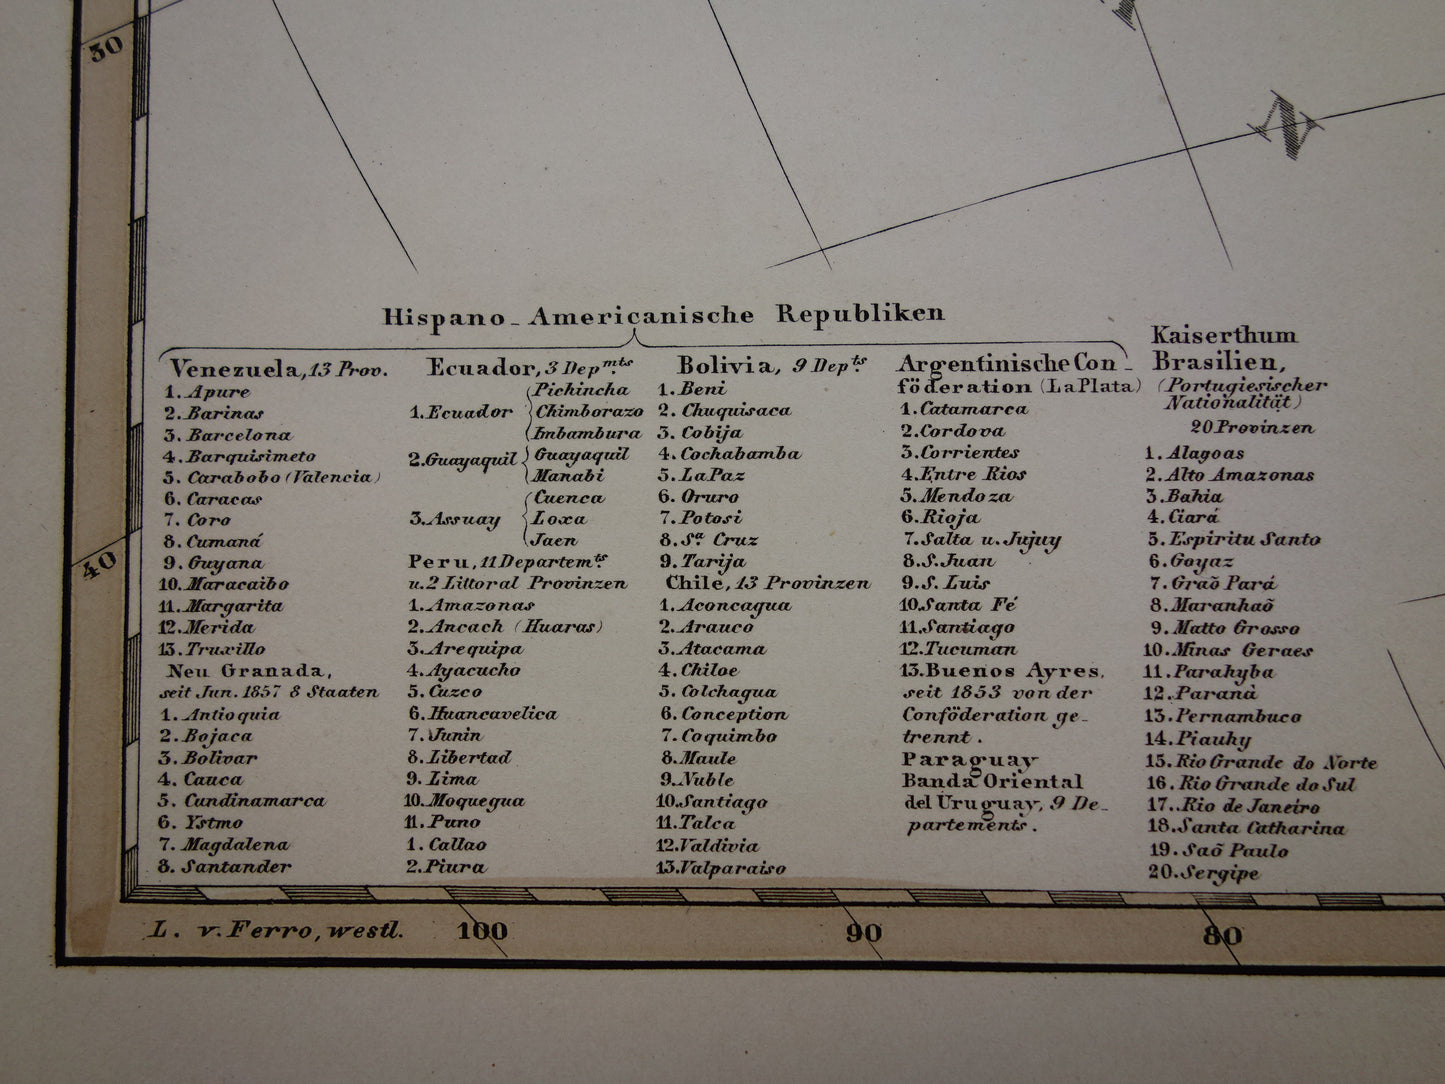 30
N
Hispano-Americanische Republiken
Venezuela, 13 Prov.
1. Apure
2. Barinas
3. Barcelona
4. Barquisimeto
5. Carabobo (Valencia)
6. Caracas
7. Coro
8. Cumaná
9. Guyana
10. Maracaibo
11. Margarita
12. Merida
13. Truxillo
Neu Granada,
seit Jun. 1857 8 Staaten
1. Antioquia
2. Bojaca
3. Bolivar
4. Cauca
5. Cundinamarca
6. Ystmo
7. Magdalena
8. Santander
Ecuador, 3 Depmts
1. Ecuador { Pichincha
Chimborazo
Imbambura
2. Guayaquil { Guayaquil
Manabi
3. Assuay { Cuenca
Loxa
Jaen
Peru, 11 Departemts
u. 2 Littoral Provinzen
1. Amazonas
2. Ancach (Huaras)
3. Arequipa
4. Ayacucho
5. Cuzco
6. Huancavelica
7. Junin
8. Libertad
9. Lima
10. Moquegua
11. Puno
1. Callao
2. Piura
Bolivia, 9 Depts
1. Beni
2. Chuquisaca
3. Cobija
4. Cochabamba
5. La Paz
6. Oruro
7. Potosi
8. Sa Cruz
9. Tarija
Chile, 13 Provinzen
1. Aconcagua
2. Arauco
3. Atacama
4. Chiloe
5. Colchagua
6. Conception
7. Coquimbo
8. Maule
9. Nuble
10. Santiago
11. Talca
12. Valdivia
13. Valparaiso
Argentinische Con-
föderation (La Plata)
1. Catamarca
2. Cordova
3. Corrientes
4. Entre Rios
5. Mendoza
6. Rioja
7. Salta u. Jujuy
8. S. Juan
9. S. Luis
10. Santa Fé
11. Santiago
12. Tucuman
13. Buenos Ayres,
seit 1853 von der
Conföderation ge-
trennt.
Paraguay
Banda Oriental
del Uruguay, 9 De-
partements.
Kaiserthum
Brasilien,
(Portugiesischer
Nationalität)
20 Provinzen
1. Alagoas
2. Alto Amazonas
3. Bahia
4. Ciará
5. Espiritu Santo
6. Goyaz
7. Graõ Pará
8. Maranhaõ
9. Matto Grosso
10. Minas Geraes
11. Parahyba
12. Paraná
13. Pernambuco
14. Piauhy
15. Rio Grande do Norte
16. Rio Grande do Sul
17. Rio de Janeiro
18. Santa Catharina
19. Saõ Paulo
20. Sergipe
40
L. v. Ferro, westl.
100
90
80